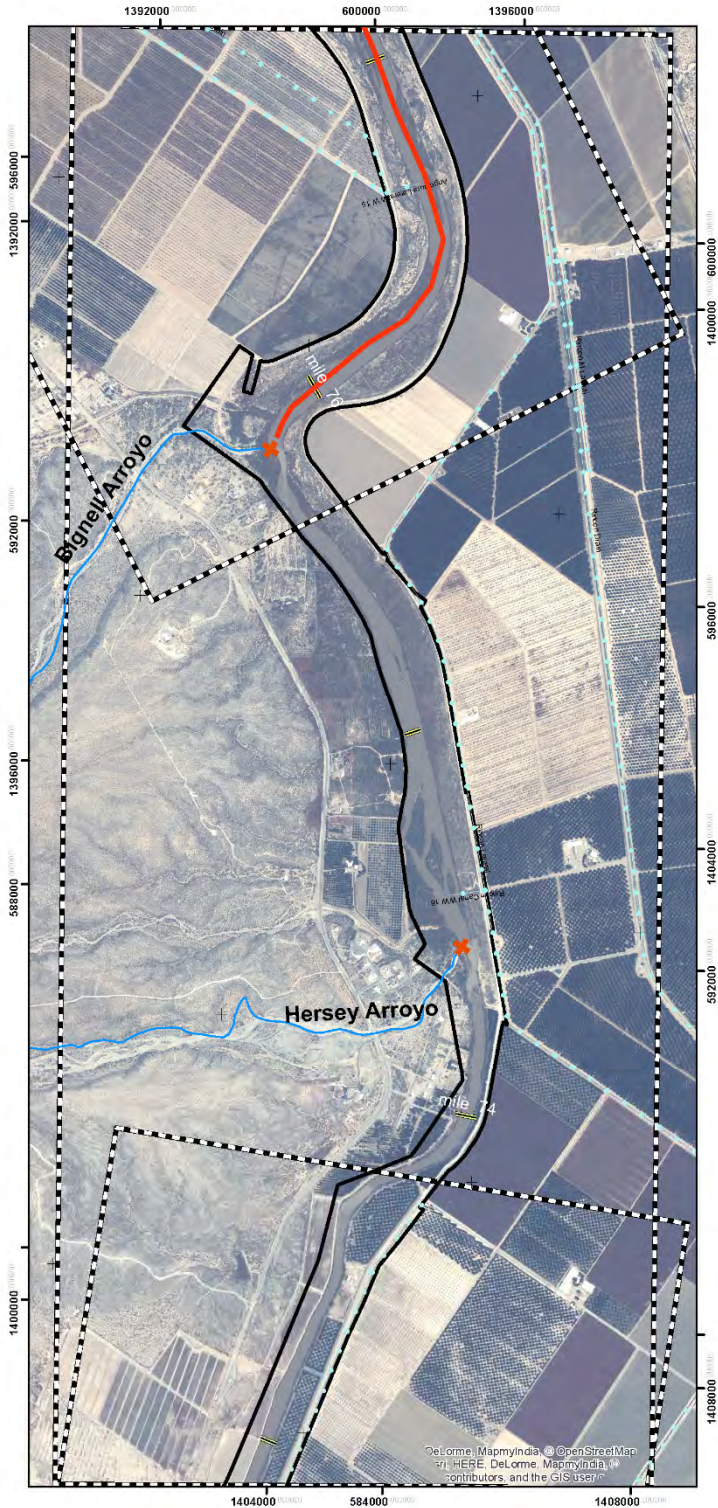 1392000
600000
1396000
596000
1392000
600000
1400000
mile 76
Bignell Arroyo
592000
596000
1396000
588000
1404000
592000
Hersey Arroyo
mile 74
1400000
1408000
1404000
584000
1408000
DeLorme, MapmyIndia, © OpenStreetMap
HERE, DeLorme, MapmyIndia, ©
contributors, and the GIS user